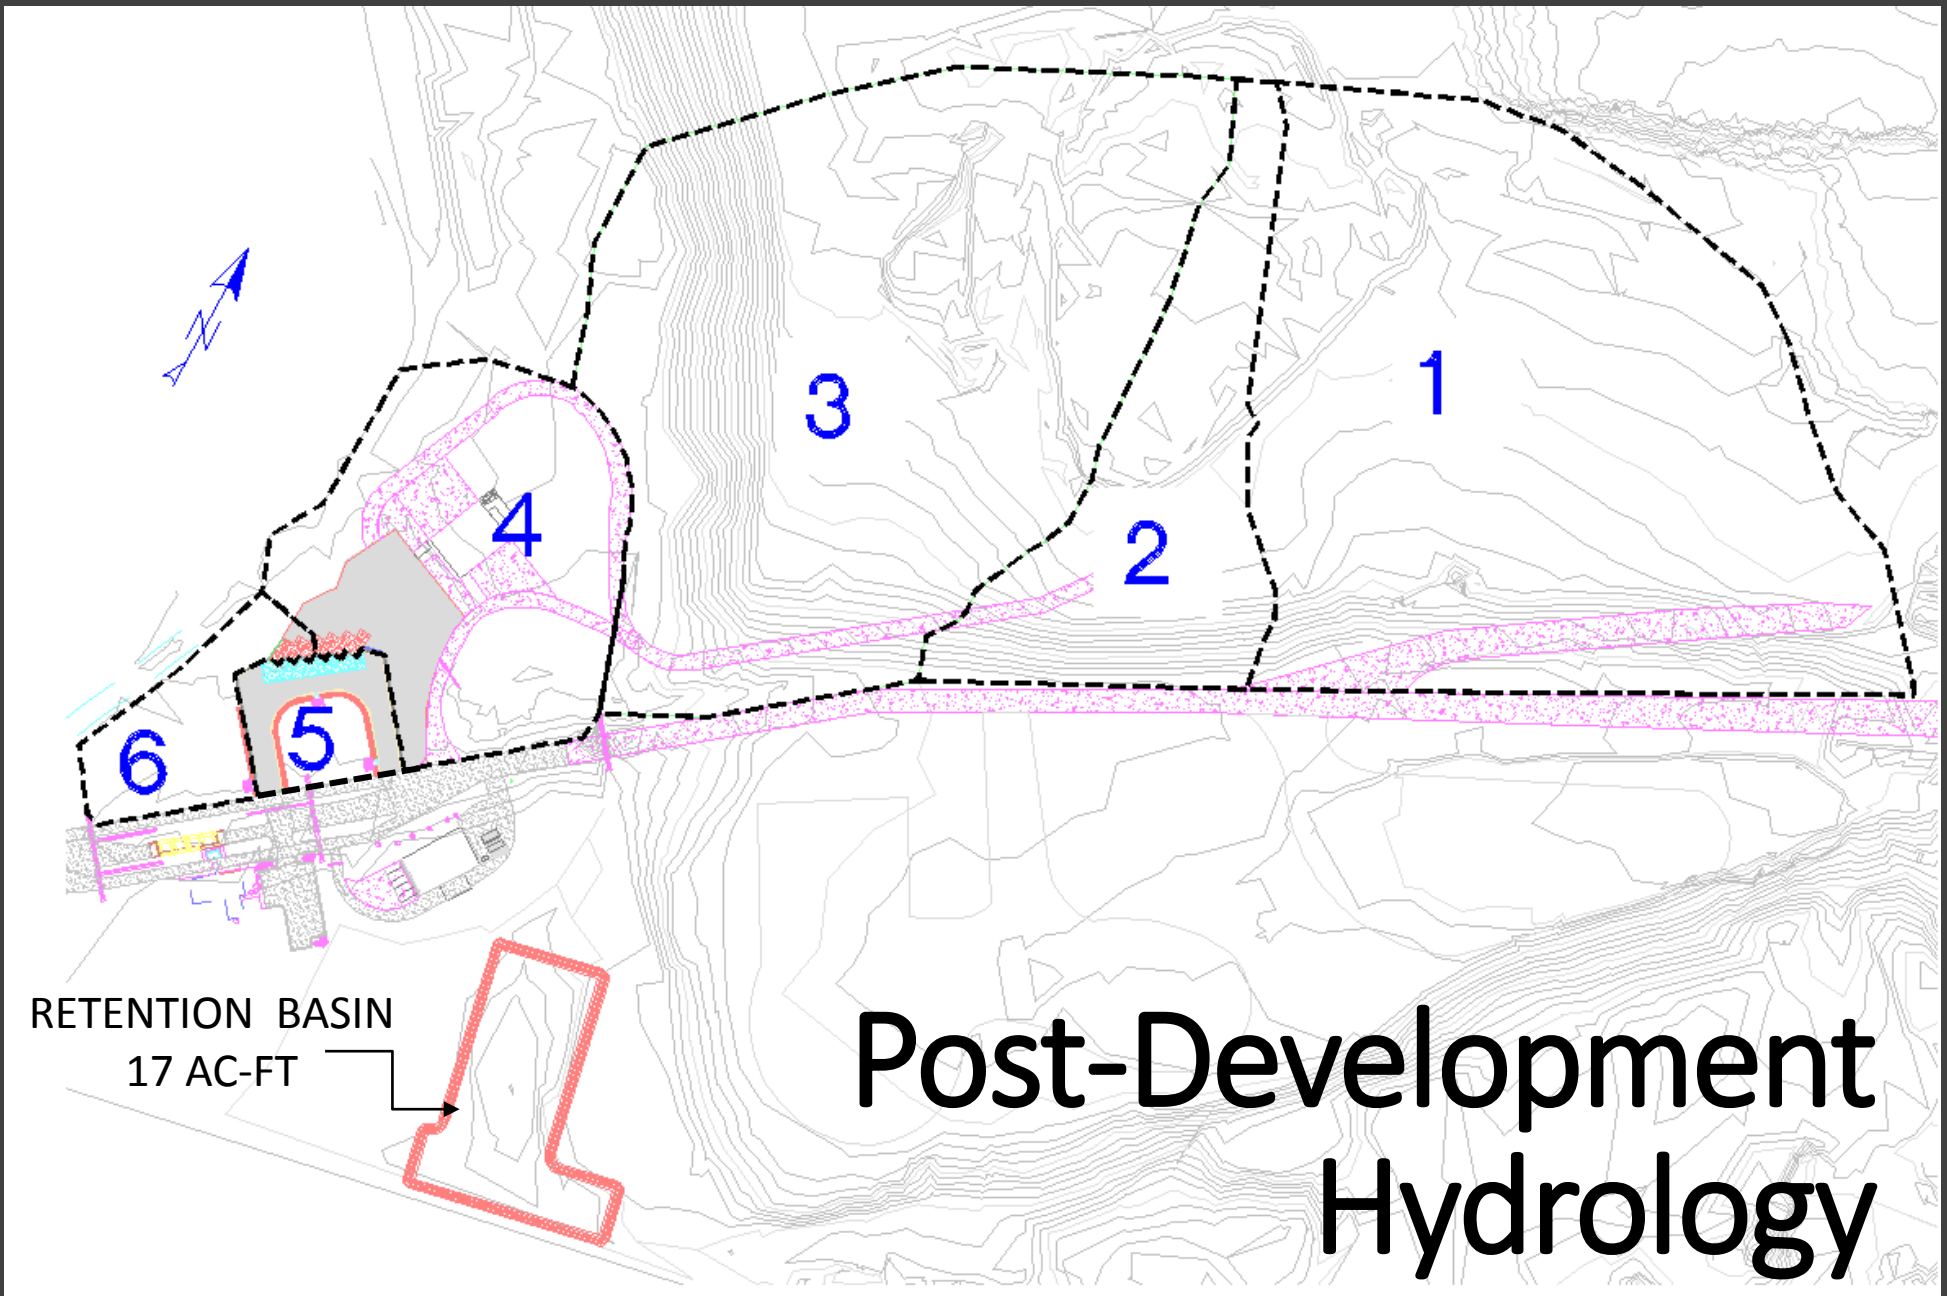 N
3
1
4
2
5
6
RETENTION BASIN
17 AC-FT
Post-Development
Hydrology